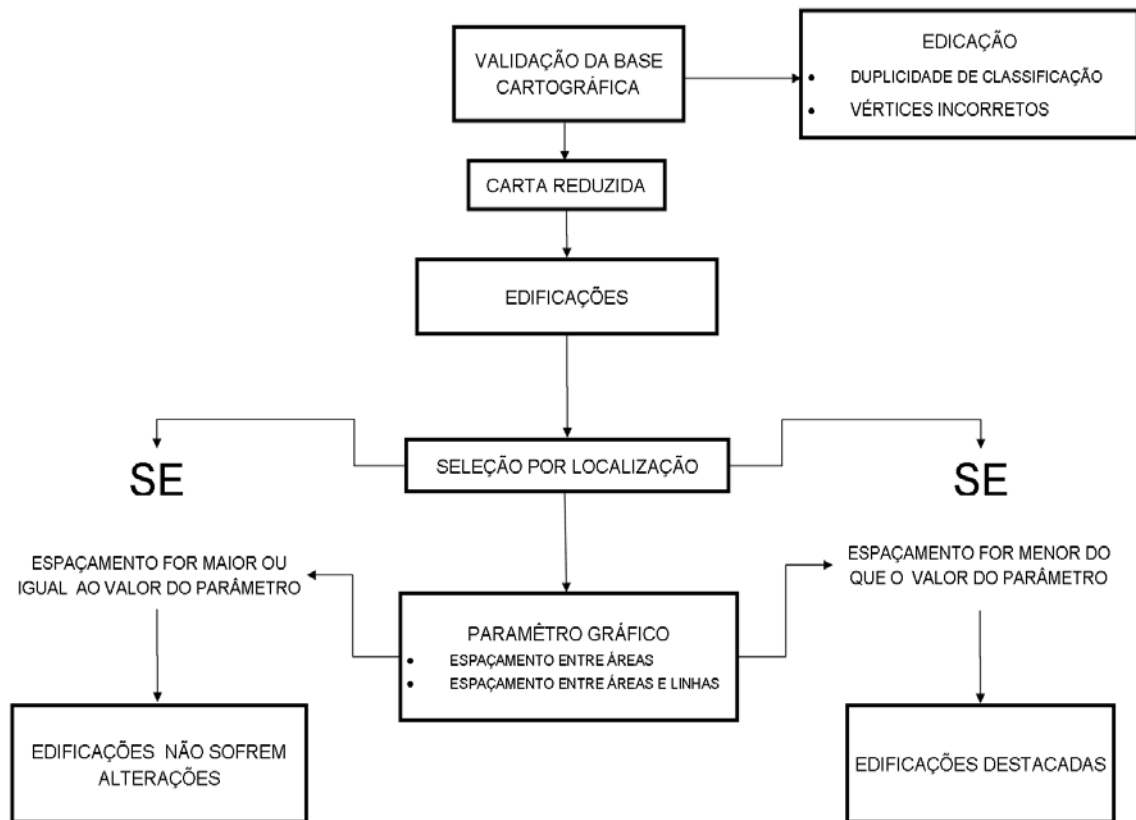 VALIDAÇÃO DA BASE
CARTOGRÁFICA
EDICAÇÃO
• DUPLICIDADE DE CLASSIFICAÇÃO
• VÉRTICES INCORRETOS
CARTA REDUZIDA
EDIFICAÇÕES
SELEÇÃO POR LOCALIZAÇÃO
SE
SE
ESPAÇAMENTO FOR MAIOR OU
IGUAL AO VALOR DO PARÂMETRO
ESPAÇAMENTO FOR MENOR DO
QUE O VALOR DO PARÂMETRO
PARAMÊTRO GRÁFICO
• ESPAÇAMENTO ENTRE ÁREAS
• ESPAÇAMENTO ENTRE ÁREAS E LINHAS
EDIFICAÇÕES NÃO SOFREM
ALTERAÇÕES
EDIFICAÇÕES DESTACADAS